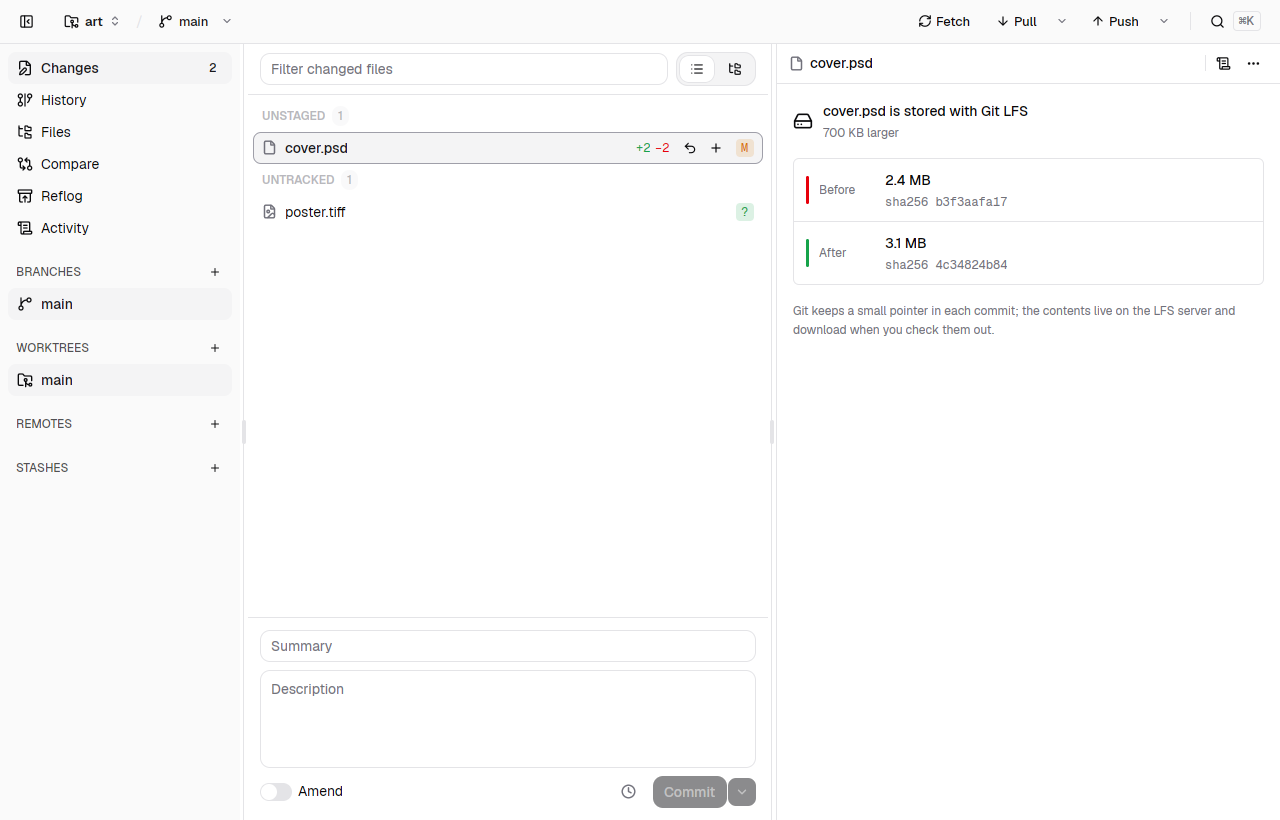 art
main
Fetch
Pull
Push
⌘K
Changes 2
History
Files
Compare
Reflog
Activity
BRANCHES
main
WORKTREES
main
REMOTES
STASHES
Filter changed files
UNSTAGED 1
cover.psd +2 −2 M
UNTRACKED 1
poster.tiff ?
Summary
Description
Amend
Commit
cover.psd
cover.psd is stored with Git LFS
700 KB larger
Before 2.4 MB
sha256 b3f3aafa17
After 3.1 MB
sha256 4c34824b84
Git keeps a small pointer in each commit; the contents live on the LFS server and
download when you check them out.